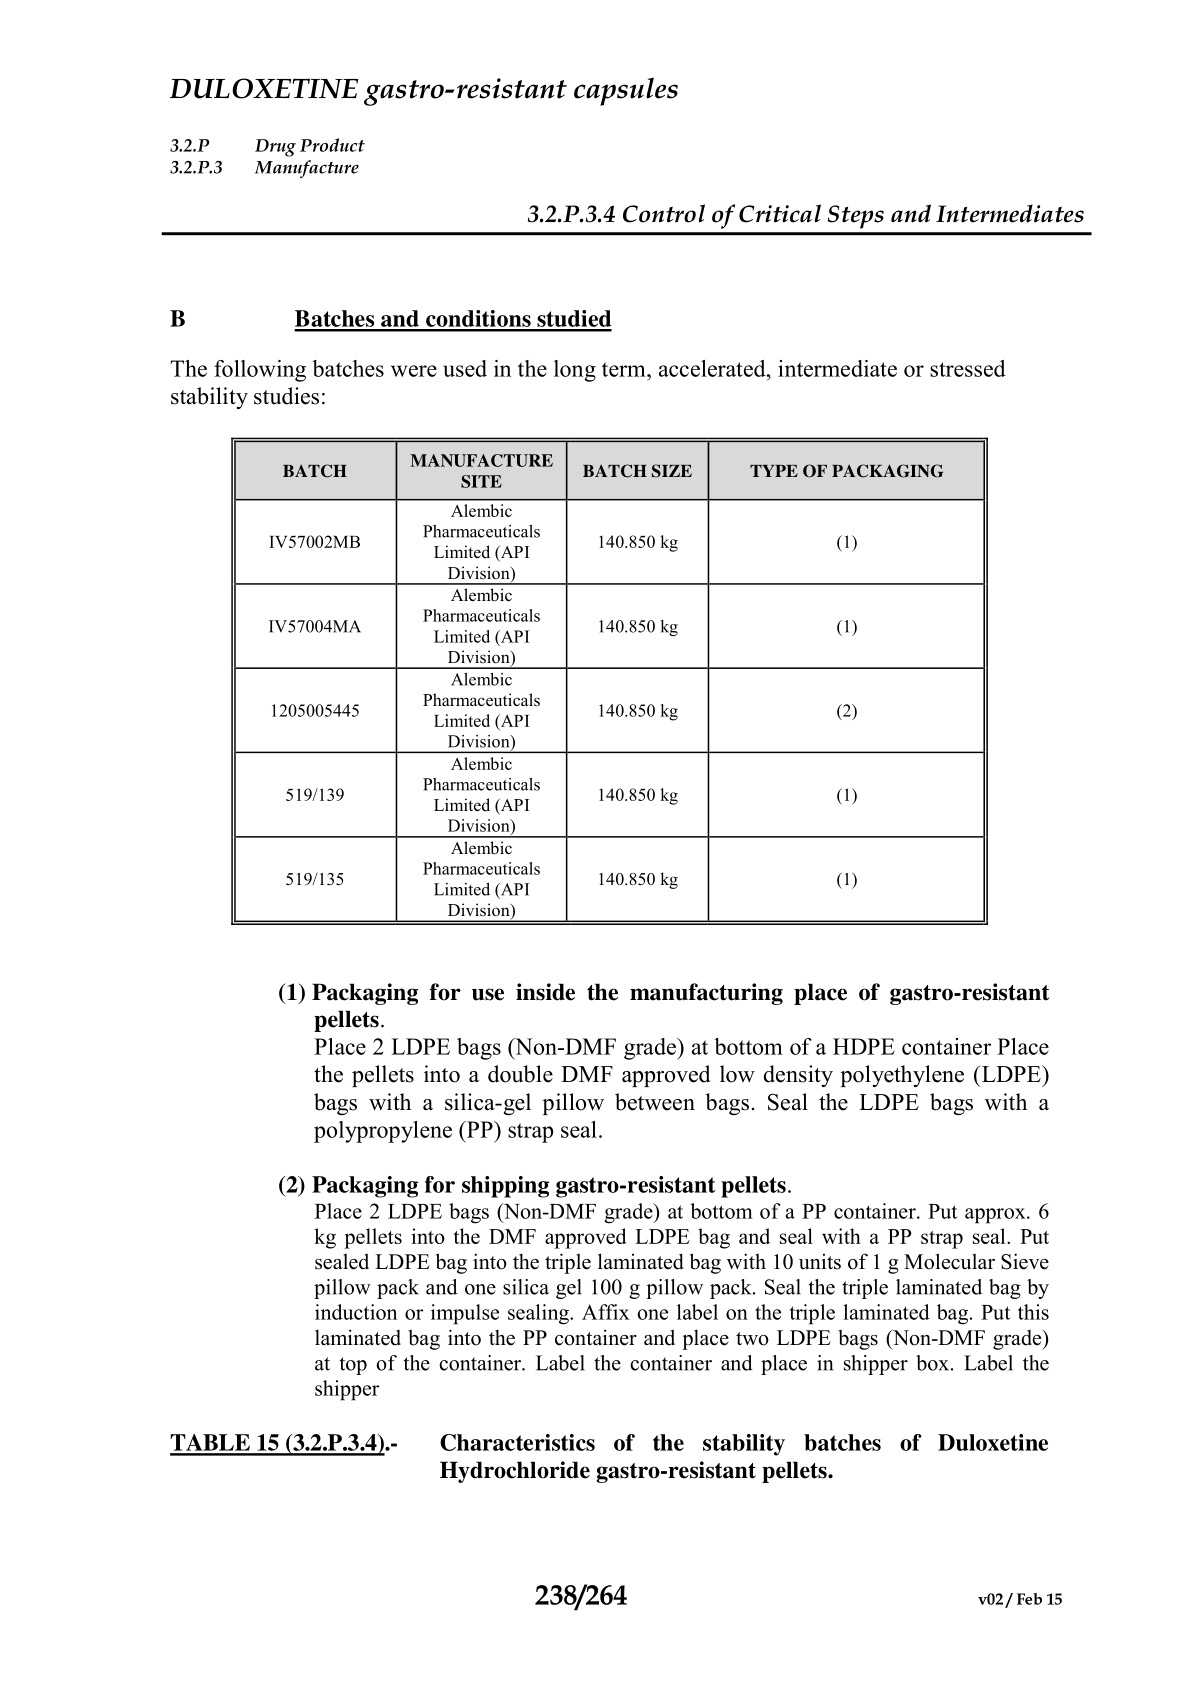 DULOXETINE gastro-resistant capsules
3.2.P Drug Product
3.2.P.3 Manufacture
3.2.P.3.4 Control of Critical Steps and Intermediates
B Batches and conditions studied
The following batches were used in the long term, accelerated, intermediate or stressed
stability studies:
BATCH MANUFACTURE SITE BATCH SIZE TYPE OF PACKAGING
IV57002MB Alembic Pharmaceuticals Limited (API Division) 140.850 kg (1)
IV57004MA Alembic Pharmaceuticals Limited (API Division) 140.850 kg (1)
1205005445 Alembic Pharmaceuticals Limited (API Division) 140.850 kg (2)
519/139 Alembic Pharmaceuticals Limited (API Division) 140.850 kg (1)
519/135 Alembic Pharmaceuticals Limited (API Division) 140.850 kg (1)
(1) Packaging for use inside the manufacturing place of gastro-resistant
pellets.
Place 2 LDPE bags (Non-DMF grade) at bottom of a HDPE container Place
the pellets into a double DMF approved low density polyethylene (LDPE)
bags with a silica-gel pillow between bags. Seal the LDPE bags with a
polypropylene (PP) strap seal.
(2) Packaging for shipping gastro-resistant pellets.
Place 2 LDPE bags (Non-DMF grade) at bottom of a PP container. Put approx. 6
kg pellets into the DMF approved LDPE bag and seal with a PP strap seal. Put
sealed LDPE bag into the triple laminated bag with 10 units of 1 g Molecular Sieve
pillow pack and one silica gel 100 g pillow pack. Seal the triple laminated bag by
induction or impulse sealing. Affix one label on the triple laminated bag. Put this
laminated bag into the PP container and place two LDPE bags (Non-DMF grade)
at top of the container. Label the container and place in shipper box. Label the
shipper
TABLE 15 (3.2.P.3.4).- Characteristics of the stability batches of Duloxetine
Hydrochloride gastro-resistant pellets.
238/264
v02 / Feb 15